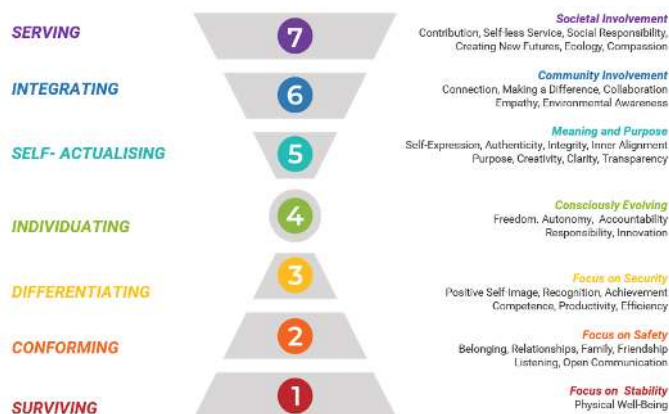 SERVING
7
Societal Involvement
Contribution, Self-less Service, Social Responsibility,
Creating New Futures, Ecology, Compassion
INTEGRATING
6
Community Involvement
Connection, Making a Difference, Collaboration
Empathy, Environmental Awareness
SELF- ACTUALISING
5
Meaning and Purpose
Self-Expression, Authenticity, Integrity, Inner Alignment
Purpose, Creativity, Clarity, Transparency
INDIVIDUATING
4
Consciously Evolving
Freedom. Autonomy, Accountability
Responsibility, Innovation
DIFFERENTIATING
3
Focus on Security
Positive Self-Image, Recognition, Achievement
Competence, Productivity, Efficiency
CONFORMING
2
Focus on Safety
Belonging, Relationships, Family, Friendship
Listening, Open Communication
SURVIVING
1
Focus on Stability
Physical Well-Being